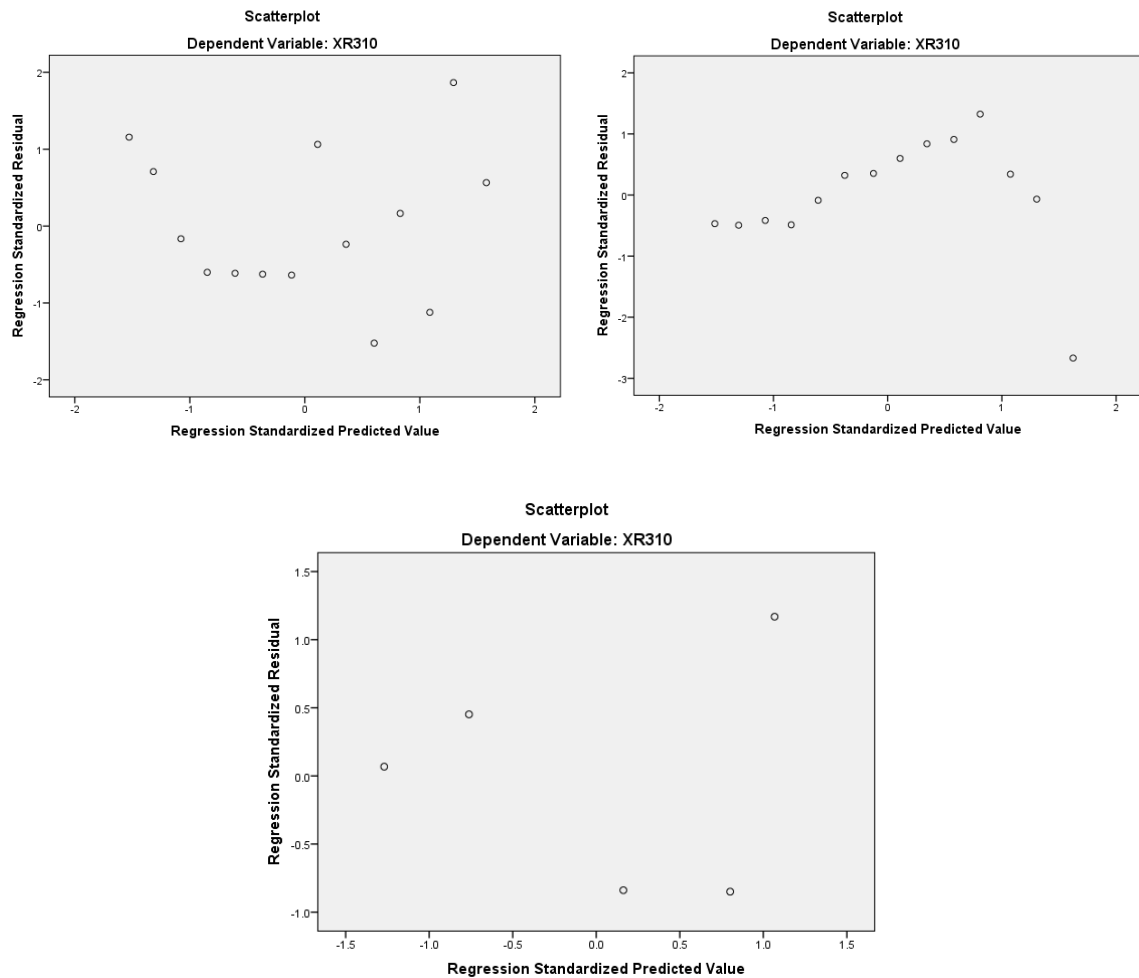 Scatterplot
Dependent Variable: XR310
Regression Standardized Residual
2
1
0
-1
-2
-2
-1
0
1
2
Regression Standardized Predicted Value
Scatterplot
Dependent Variable: XR310
Regression Standardized Residual
2
1
0
-1
-2
-3
-2
-1
0
1
2
Regression Standardized Predicted Value
Scatterplot
Dependent Variable: XR310
Regression Standardized Residual
1.5
1.0
0.5
0.0
-0.5
-1.0
-1.5
-1.0
-0.5
0.0
0.5
1.0
1.5
Regression Standardized Predicted Value